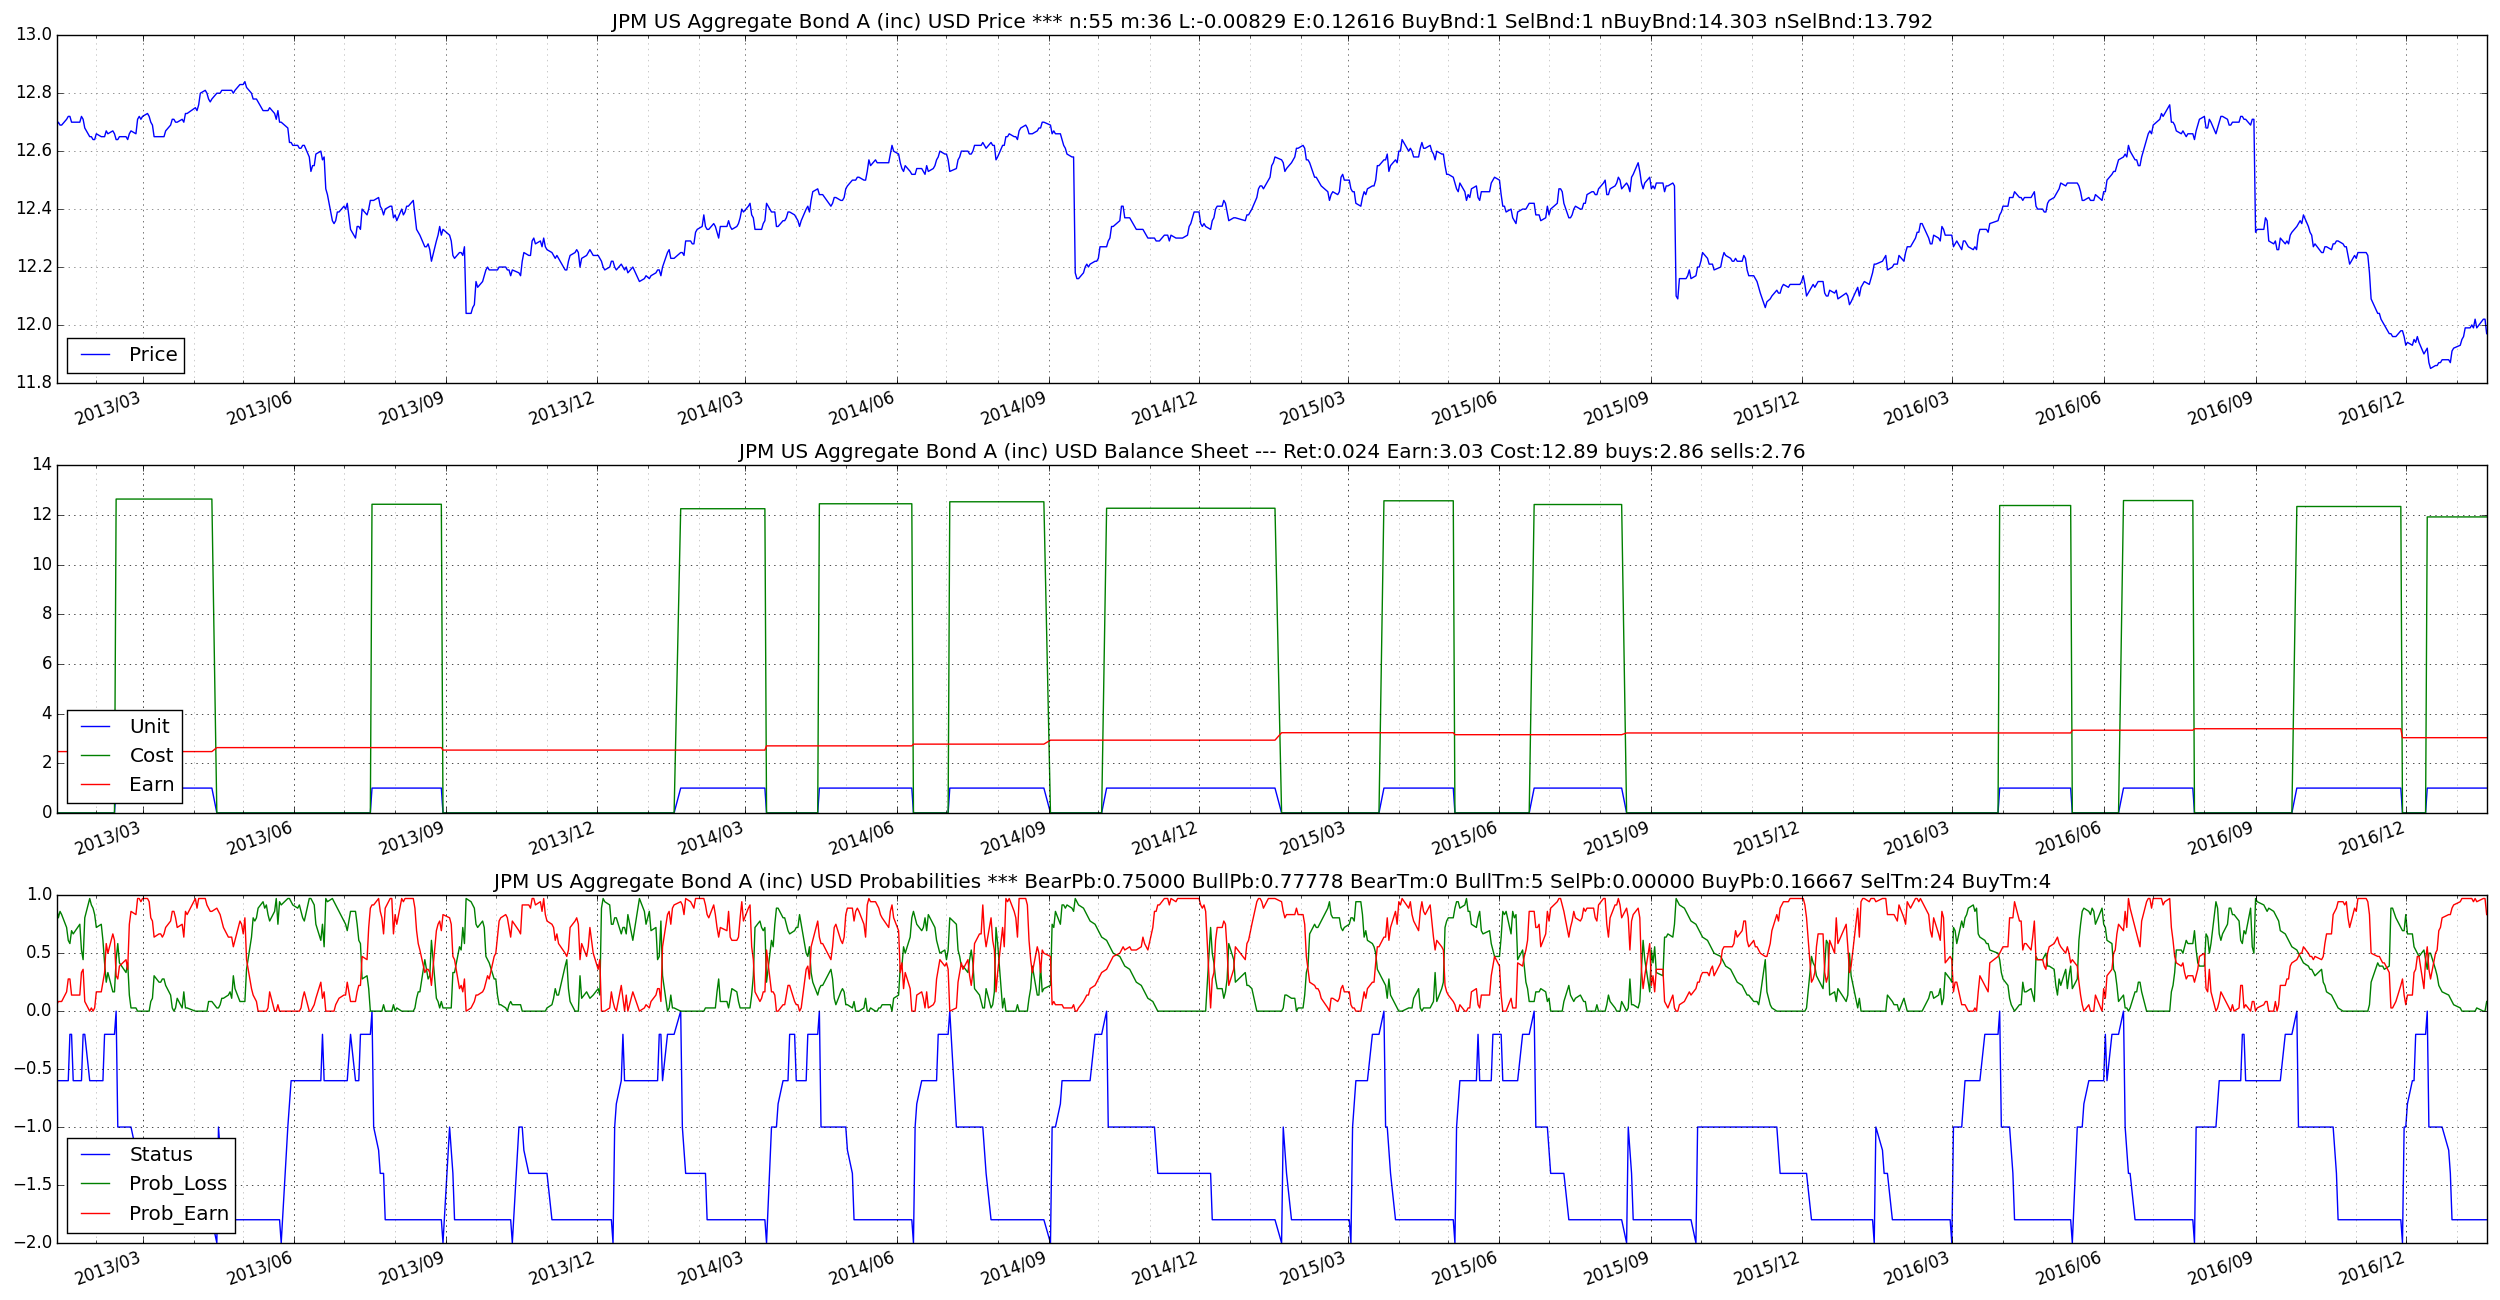 JPM US Aggregate Bond A (inc) USD Price *** n:55 m:36 L:-0.00829 E:0.12616 BuyBnd:1 SelBnd:1 nBuyBnd:14.303 nSelBnd:13.792
13.0
12.8
12.6
12.4
12.2
12.0
11.8
Price
2013/03 2013/06 2013/09 2013/12 2014/03 2014/06 2014/09 2014/12 2015/03 2015/06 2015/09 2015/12 2016/03 2016/06 2016/09 2016/12
JPM US Aggregate Bond A (inc) USD Balance Sheet --- Ret:0.024 Earn:3.03 Cost:12.89 buys:2.86 sells:2.76
14
12
10
8
6
4
2
0
Unit
Cost
Earn
2013/03 2013/06 2013/09 2013/12 2014/03 2014/06 2014/09 2014/12 2015/03 2015/06 2015/09 2015/12 2016/03 2016/06 2016/09 2016/12
JPM US Aggregate Bond A (inc) USD Probabilities *** BearPb:0.75000 BullPb:0.77778 BearTm:0 BullTm:5 SelPb:0.00000 BuyPb:0.16667 SelTm:24 BuyTm:4
1.0
0.5
0.0
−0.5
−1.0
−1.5
−2.0
Status
Prob_Loss
Prob_Earn
2013/03 2013/06 2013/09 2013/12 2014/03 2014/06 2014/09 2014/12 2015/03 2015/06 2015/09 2015/12 2016/03 2016/06 2016/09 2016/12